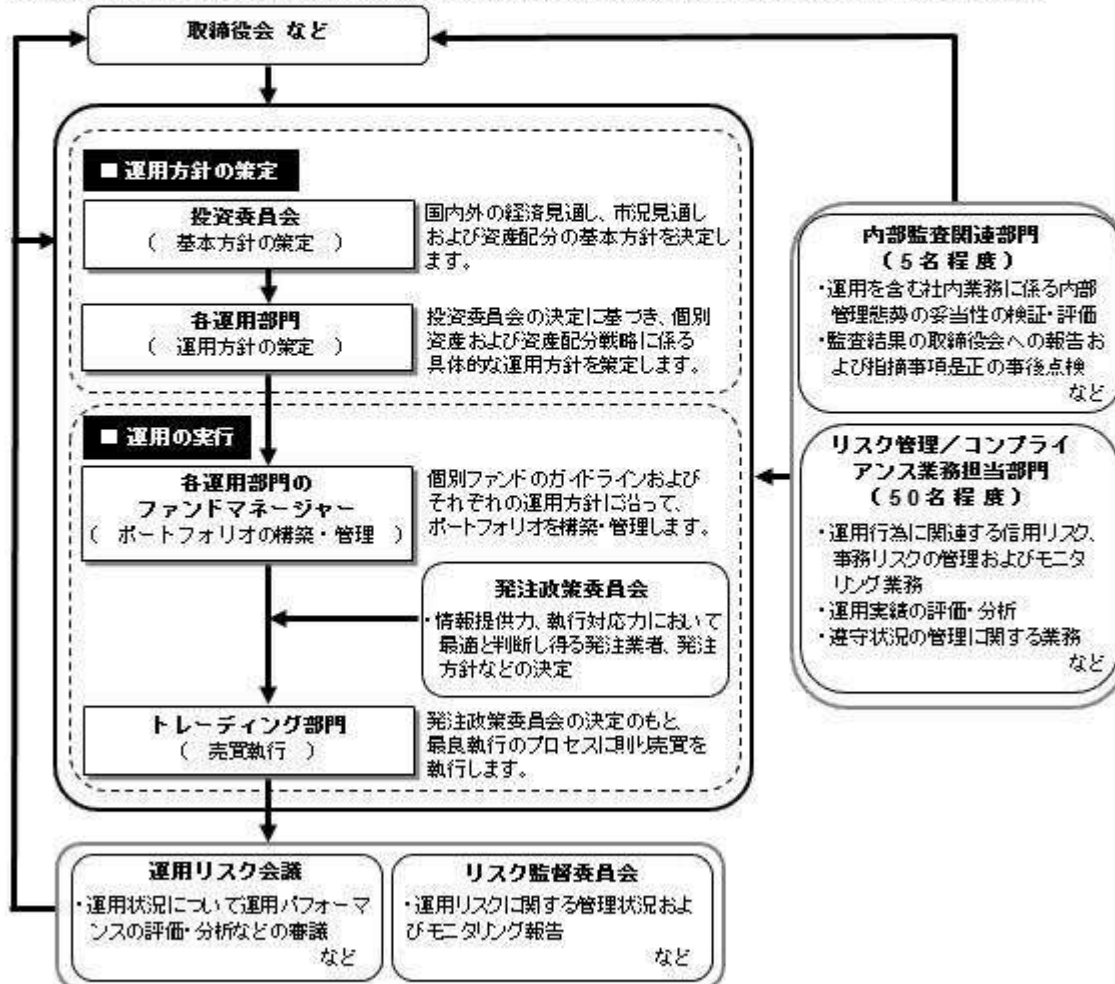 取締役会 など
■ 運用方針の策定
投資委員会
( 基本方針の策定 )
国内外の経済見通し、市況見通し
および資産配分の基本方針を決定し
ます。
各運用部門
( 運用方針の策定 )
投資委員会の決定に基づき、個別
資産および資産配分戦略に係る
具体的な運用方針を策定します。
■ 運用の実行
各運用部門の
ファンドマネージャー
( ポートフォリオの構築・管理 )
個別ファンドのガイドラインおよび
それぞれの運用方針に沿って、
ポートフォリオを構築・管理します。
発注政策委員会
・情報提供力、執行対応力において
最適と判断し得る発注業者、発注
方針などの決定
トレーディング部門
( 売買執行 )
発注政策委員会の決定のもと
最良執行のプロセスに則り売買を
執行します。
運用リスク会議
・運用状況について運用パフォーマ
ンスの評価・分析などの審議
など
リスク監督委員会
・運用リスクに関する管理状況およ
びモニタリング報告
など
内部監査関連部門
(5名程度)
・運用を含む社内業務に係る内部
管理態勢の妥当性の検証・評価
・監査結果の取締役会への報告お
よび指摘事項是正の事後点検
など
リスク管理/コンプライ
アンス業務担当部門
(50名程度)
・運用行為に関連する信用リスク、
事務リスクの管理およびモニタ
リング業務
・運用実績の評価・分析
・遵守状況の管理に関する業務
など